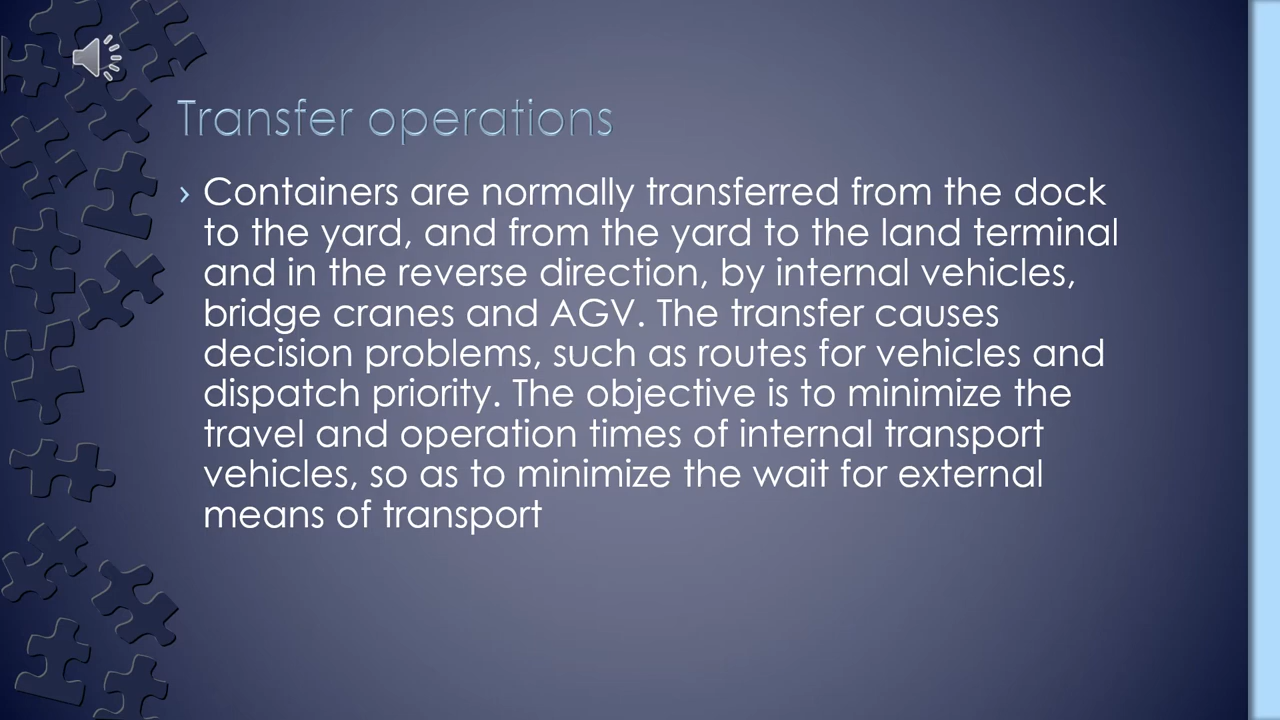 Transfer operations
› Containers are normally transferred from the dock
to the yard, and from the yard to the land terminal
and in the reverse direction, by internal vehicles,
bridge cranes and AGV. The transfer causes
decision problems, such as routes for vehicles and
dispatch priority. The objective is to minimize the
travel and operation times of internal transport
vehicles, so as to minimize the wait for external
means of transport